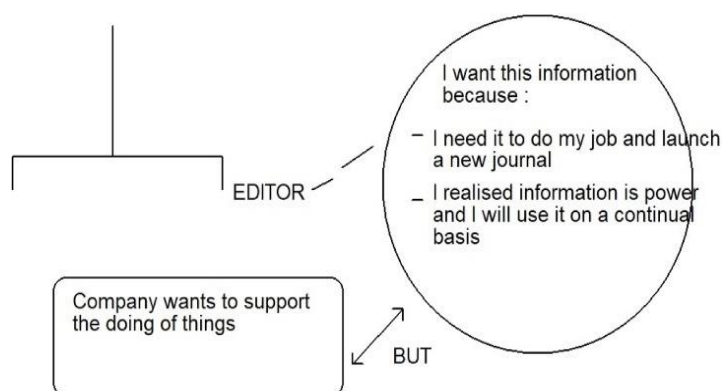 I want this information
because :
- I need it to do my job and launch
a new journal
- I realised information is power
and I will use it on a continual
basis
EDITOR
Company wants to support
the doing of things
BUT